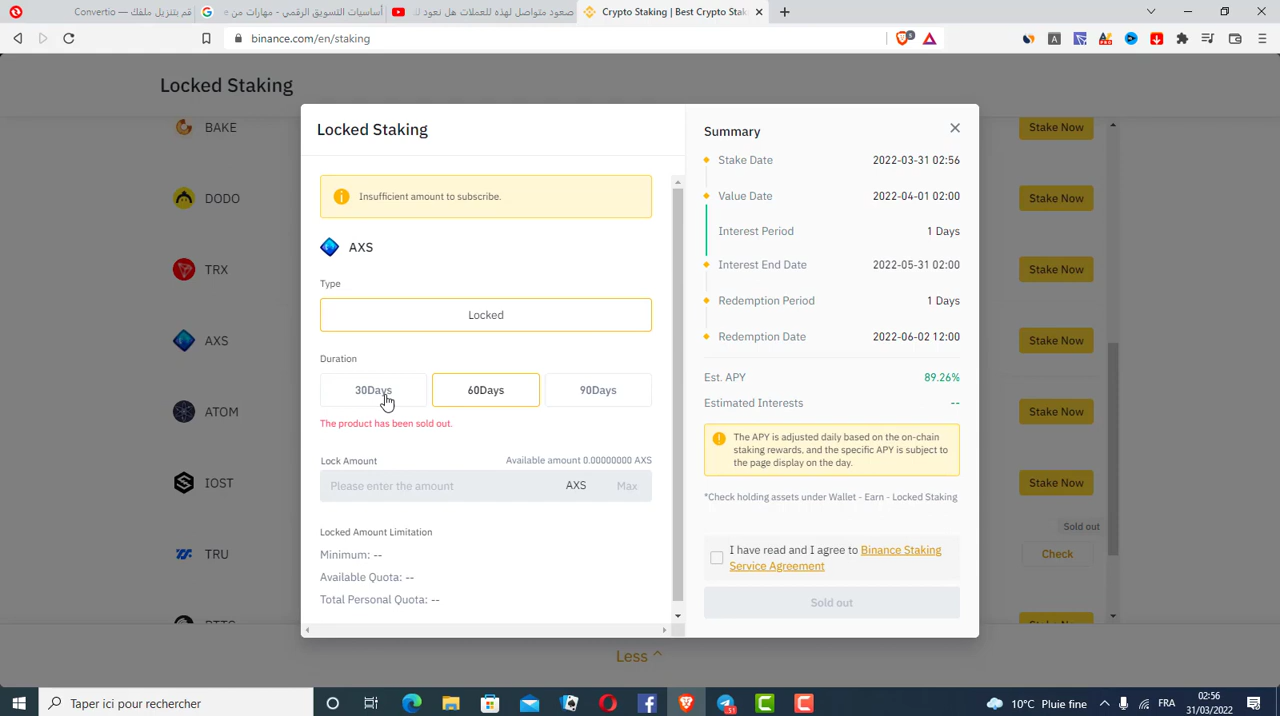 Convertio — قم بتنزيل ملفك
أساسيات التسويق الرقمي - مهارات من
صعود متواصل لهذه للعملات هل نعود لل
Crypto Staking | Best Crypto Stak
binance.com/en/staking
Locked Staking
BAKE
Stake Now
DODO
Stake Now
TRX
Stake Now
AXS
Stake Now
ATOM
Stake Now
IOST
Stake Now
Sold out
TRU
Check
Less
Locked Staking
Insufficient amount to subscribe.
AXS
Type
Locked
Duration
30Days 60Days 90Days
The product has been sold out.
Lock Amount Available amount 0.00000000 AXS
Please enter the amount AXS Max
Locked Amount Limitation
Minimum: --
Available Quota: --
Total Personal Quota: --
Summary
Stake Date 2022-03-31 02:56
Value Date 2022-04-01 02:00
Interest Period 1 Days
Interest End Date 2022-05-31 02:00
Redemption Period 1 Days
Redemption Date 2022-06-02 12:00
Est. APY 89.26%
Estimated Interests --
The APY is adjusted daily based on the on-chain
staking rewards, and the specific APY is subject to
the page display on the day.
*Check holding assets under Wallet - Earn - Locked Staking
I have read and I agree to Binance Staking
Service Agreement
Sold out
Taper ici pour rechercher
10°C Pluie fine
FRA
02:56
31/03/2022